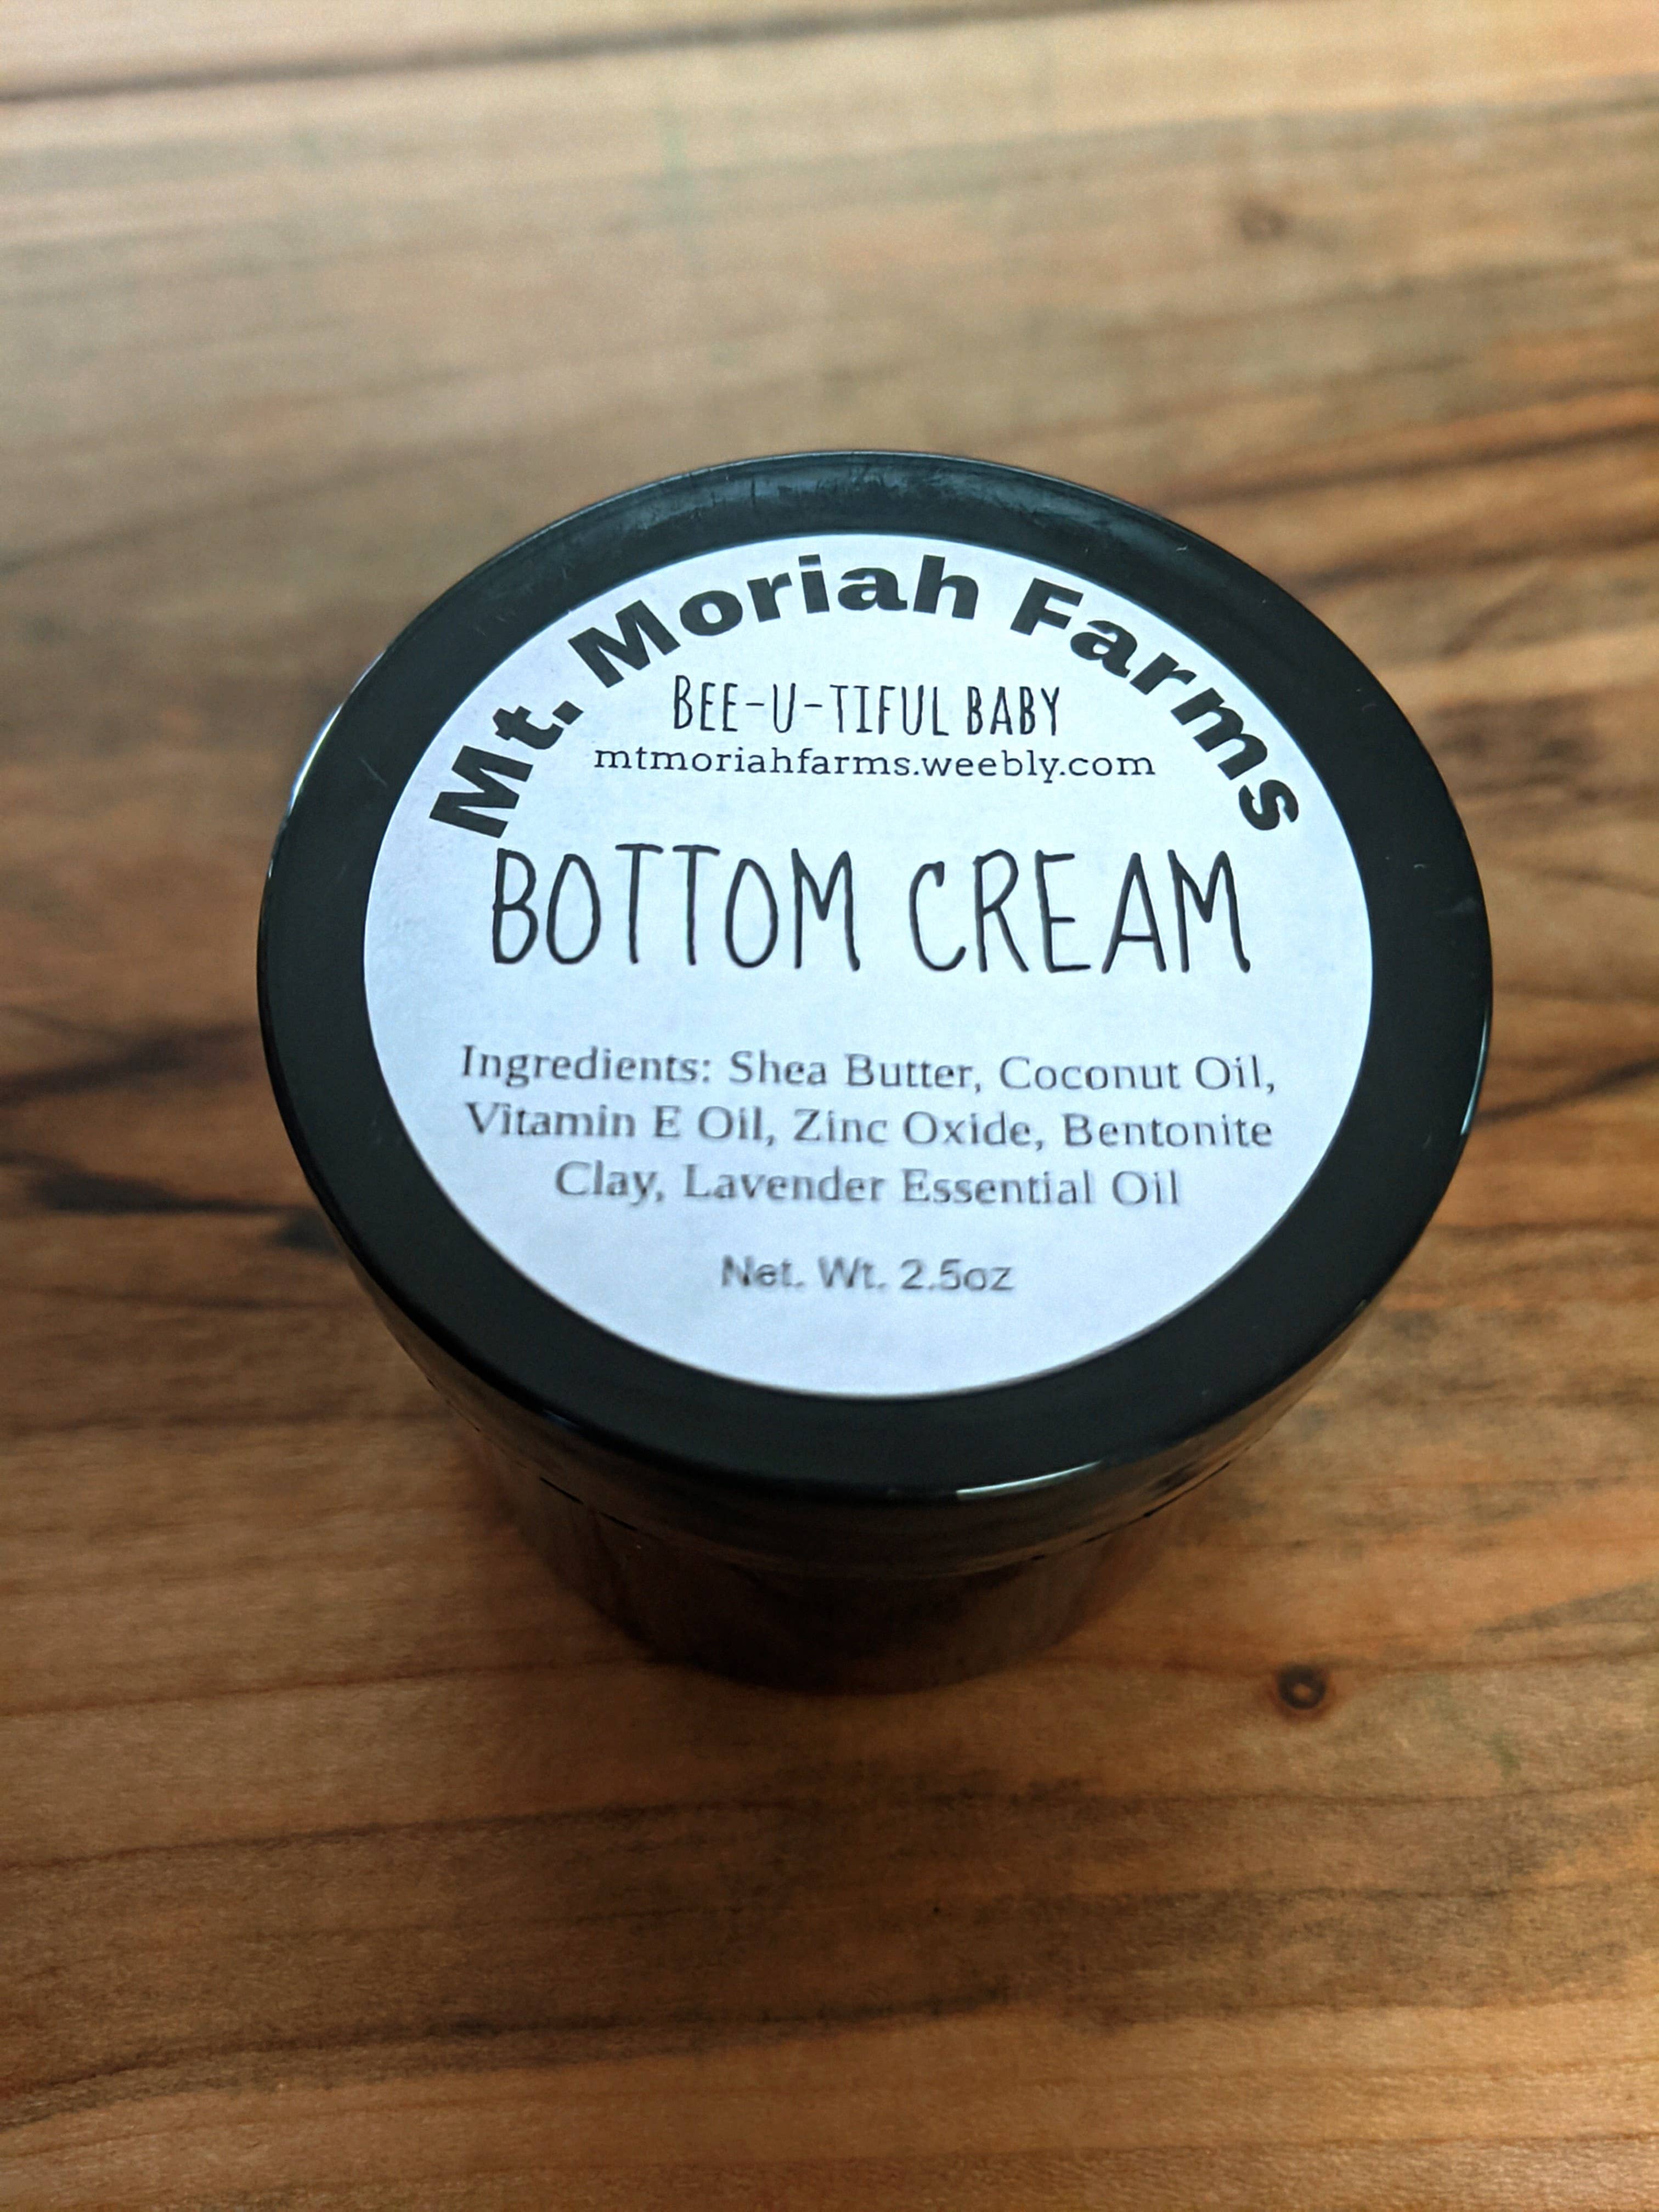 Mt. Moriah Farms
BEE-U-TIFUL BABY
mtmoriahfarms.weebly.com
BOTTOM CREAM
Ingredients: Shea Butter, Coconut Oil,
Vitamin E Oil, Zinc Oxide, Bentonite
Clay, Lavender Essential Oil
Net. Wt. 2.5oz